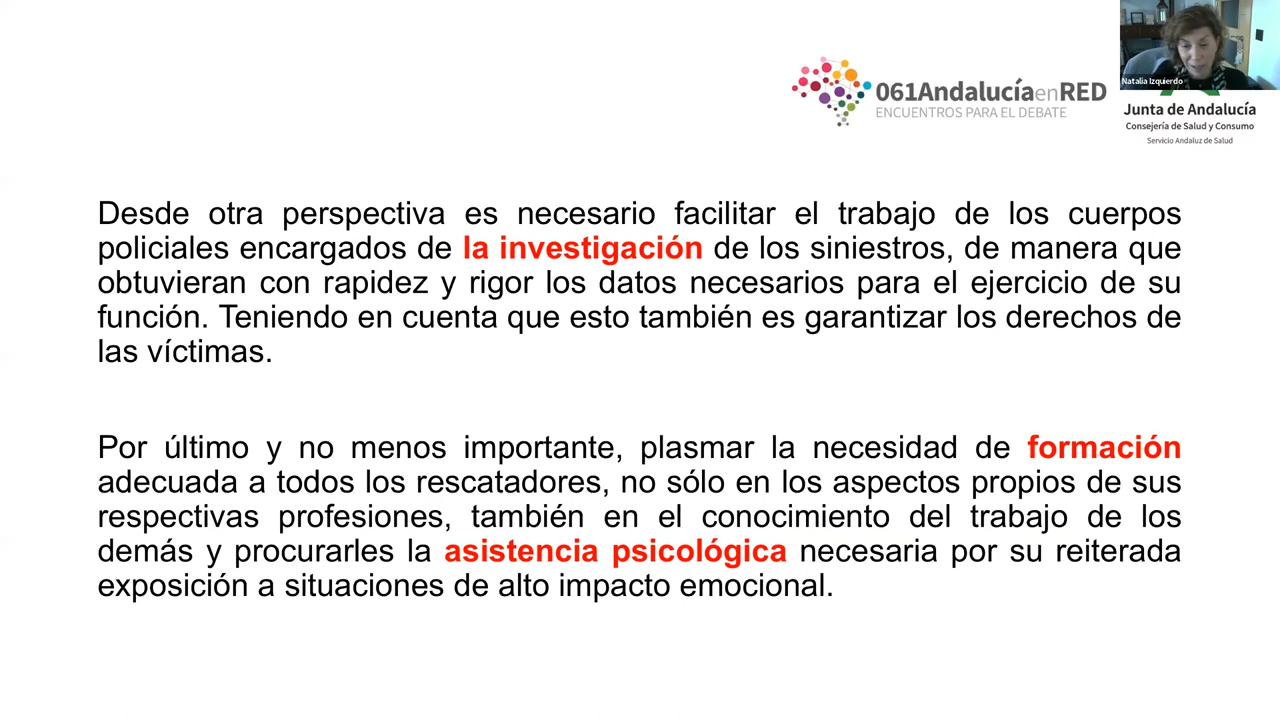 Natalia Izquierdo
061AndalucíaenRED
ENCUENTROS PARA EL DEBATE
Junta de Andalucía
Consejería de Salud y Consumo
Servicio Andaluz de Salud
Desde otra perspectiva es necesario facilitar el trabajo de los cuerpos
policiales encargados de la investigación de los siniestros, de manera que
obtuvieran con rapidez y rigor los datos necesarios para el ejercicio de su
función. Teniendo en cuenta que esto también es garantizar los derechos de
las víctimas.
Por último y no menos importante, plasmar la necesidad de formación
adecuada a todos los rescatadores, no sólo en los aspectos propios de sus
respectivas profesiones, también en el conocimiento del trabajo de los
demás y procurarles la asistencia psicológica necesaria por su reiterada
exposición a situaciones de alto impacto emocional.